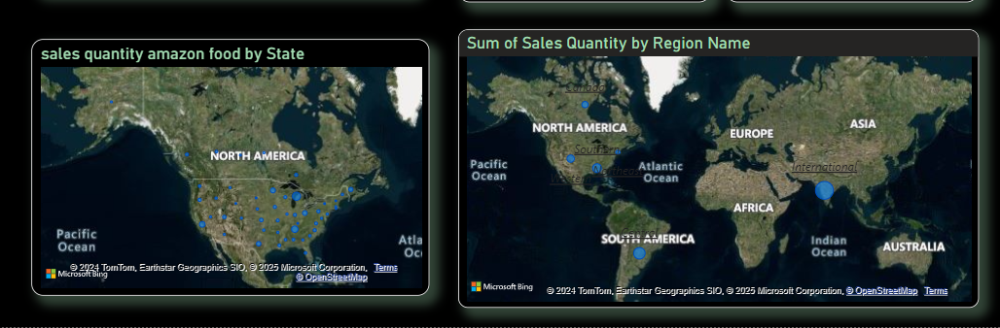 sales quantity amazon food by State
NORTH AMERICA
Pacific
Ocean
Atla
Oc
© 2024 TomTom, Earthstar Geographics SIO, © 2025 Microsoft Corporation, Terms
© OpenStreetMap
Microsoft Bing
Sum of Sales Quantity by Region Name
Canada
NORTH AMERICA
EUROPE
ASIA
Southern
Pacific
Ocean
Atlantic
Ocean
International
AFRICA
SOUTH AMERICA
Indian
Ocean
AUSTRALIA
Microsoft Bing
© 2024 TomTom, Earthstar Geographics SIO, © 2025 Microsoft Corporation, © OpenStreetMap Terms